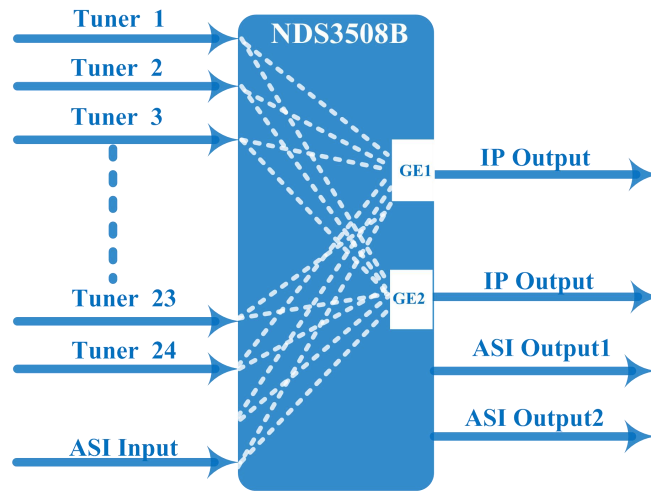 NDS3508B
Tuner 1
Tuner 2
Tuner 3
Tuner 23
Tuner 24
ASI Input
GE1
GE2
IP Output
IP Output
ASI Output1
ASI Output2